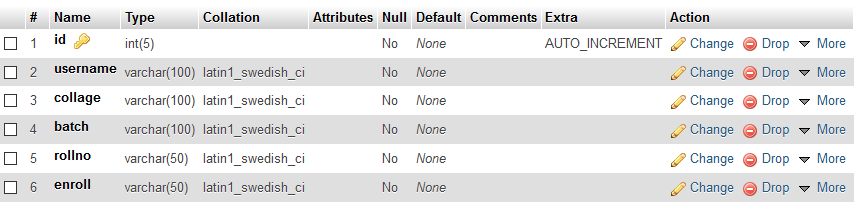 # Name Type Collation Attributes Null Default Comments Extra Action
1 id int(5) No None AUTO_INCREMENT Change Drop More
2 username varchar(100) latin1_swedish_ci No None Change Drop More
3 collage varchar(100) latin1_swedish_ci No None Change Drop More
4 batch varchar(100) latin1_swedish_ci No None Change Drop More
5 rollno varchar(50) latin1_swedish_ci No None Change Drop More
6 enroll varchar(50) latin1_swedish_ci No None Change Drop More